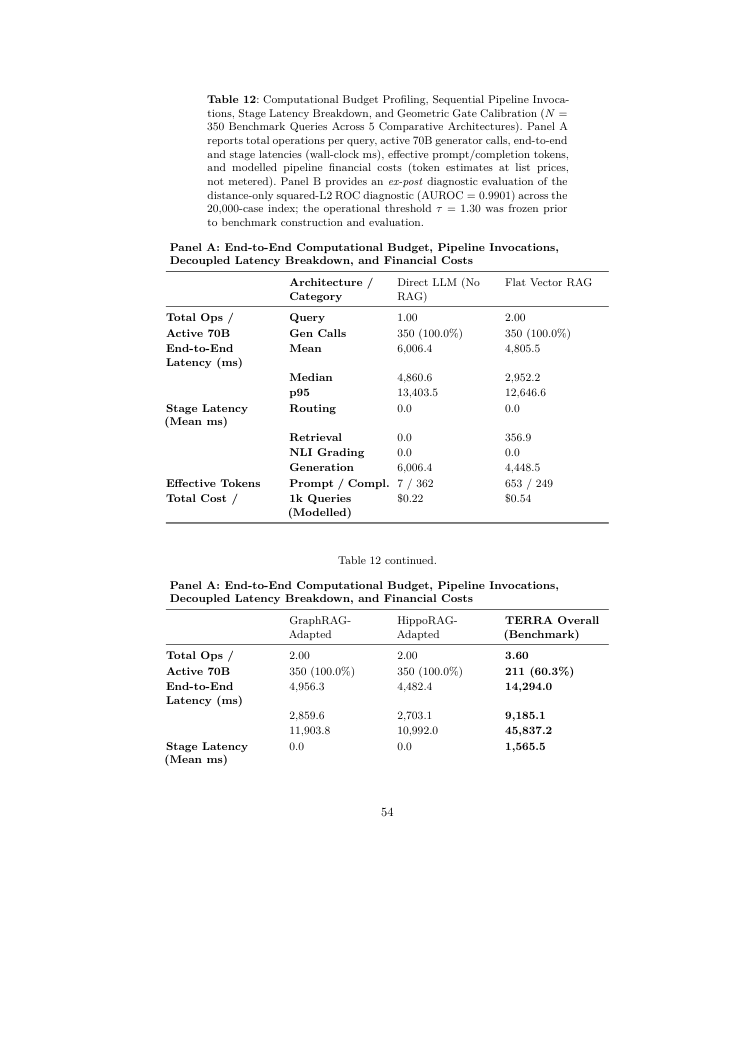 Table 12: Computational Budget Profiling, Sequential Pipeline Invoca-
tions, Stage Latency Breakdown, and Geometric Gate Calibration (N =
350 Benchmark Queries Across 5 Comparative Architectures). Panel A
reports total operations per query, active 70B generator calls, end-to-end
and stage latencies (wall-clock ms), effective prompt/completion tokens,
and modelled pipeline financial costs (token estimates at list prices,
not metered). Panel B provides an ex-post diagnostic evaluation of the
distance-only squared-L2 ROC diagnostic (AUROC = 0.9901) across the
20,000-case index; the operational threshold τ = 1.30 was frozen prior
to benchmark construction and evaluation.
Panel A: End-to-End Computational Budget, Pipeline Invocations,
Decoupled Latency Breakdown, and Financial Costs
Architecture / Direct LLM (No Flat Vector RAG
Category RAG)
Total Ops / Query 1.00 2.00
Active 70B Gen Calls 350 (100.0%) 350 (100.0%)
End-to-End Mean 6,006.4 4,805.5
Latency (ms)
Median 4,860.6 2,952.2
p95 13,403.5 12,646.6
Stage Latency Routing 0.0 0.0
(Mean ms)
Retrieval 0.0 356.9
NLI Grading 0.0 0.0
Generation 6,006.4 4,448.5
Effective Tokens Prompt / Compl. 7 / 362 653 / 249
Total Cost / 1k Queries $0.22 $0.54
(Modelled)
Table 12 continued.
Panel A: End-to-End Computational Budget, Pipeline Invocations,
Decoupled Latency Breakdown, and Financial Costs
GraphRAG- HippoRAG- TERRA Overall
Adapted Adapted (Benchmark)
Total Ops / 2.00 2.00 3.60
Active 70B 350 (100.0%) 350 (100.0%) 211 (60.3%)
End-to-End 4,956.3 4,482.4 14,294.0
Latency (ms)
2,859.6 2,703.1 9,185.1
11,903.8 10,992.0 45,837.2
Stage Latency 0.0 0.0 1,565.5
(Mean ms)
54